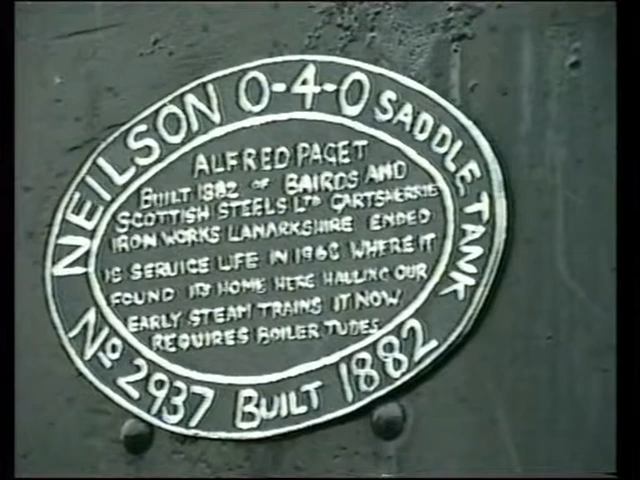 NEILSON 0-4-0 SADDLE TANK
ALFRED PAGET
BUILT 1882 OF BAIRDS AND
SCOTTISH STEELS LTD GARTSHERRIE
IRON WORKS LANARKSHIRE ENDED
IS SERVICE LIFE IN 1968 WHERE IT
FOUND ITS HOME HERE HALLING OUR
EARLY STEAM TRAINS IT NOW
REQUIRES BOILER TUBES
No 2937 BUILT 1882